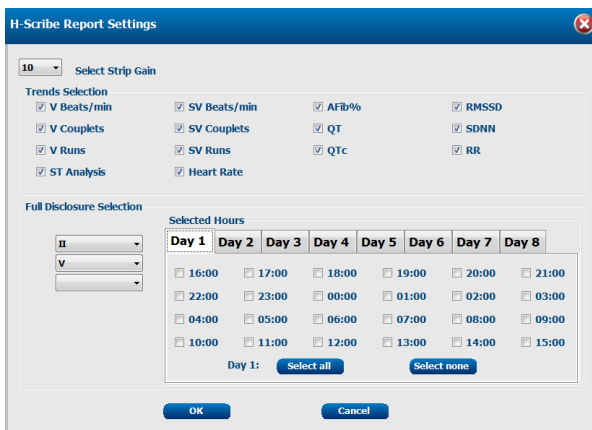 H-Scribe Report Settings
10 Select Strip Gain
Trends Selection
V Beats/min SV Beats/min AFib% RMSSD
V Couplets SV Couplets QT SDNN
V Runs SV Runs QTc RR
ST Analysis Heart Rate
Full Disclosure Selection
Selected Hours
II
V
Day 1 Day 2 Day 3 Day 4 Day 5 Day 6 Day 7 Day 8
16:00 17:00 18:00 19:00 20:00 21:00
22:00 23:00 00:00 01:00 02:00 03:00
04:00 05:00 06:00 07:00 08:00 09:00
10:00 11:00 12:00 13:00 14:00 15:00
Day 1: Select all Select none
OK Cancel